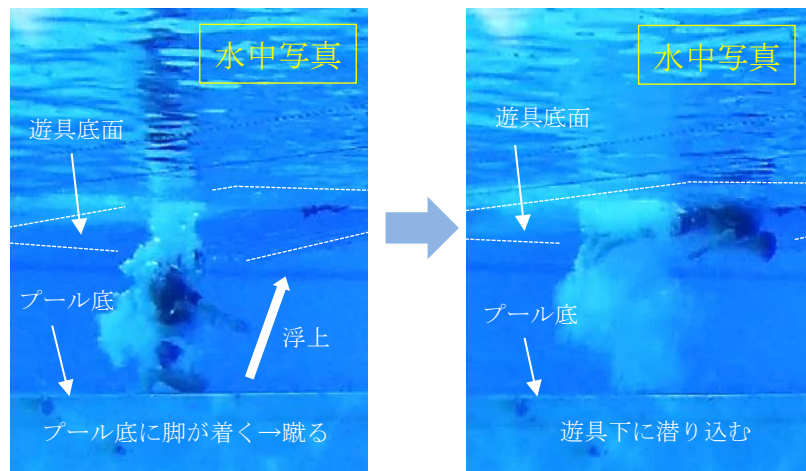 水中写真
遊具底面
プール底
浮上
プール底に脚が着く→蹴る
水中写真
遊具底面
プール底
遊具下に潜り込む